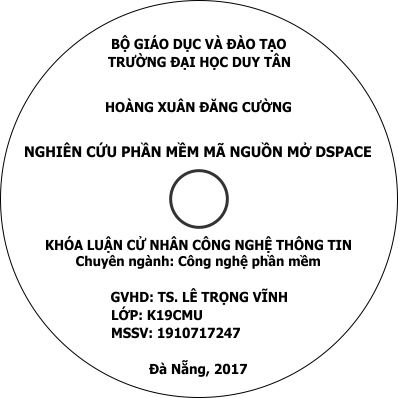 BỘ GIÁO DỤC VÀ ĐÀO TẠO
TRƯỜNG ĐẠI HỌC DUY TÂN
HOÀNG XUÂN ĐĂNG CƯỜNG
NGHIÊN CỨU PHẦN MỀM MÃ NGUỒN MỞ DSPACE
KHÓA LUẬN CỬ NHÂN CÔNG NGHỆ THÔNG TIN
Chuyên ngành: Công nghệ phần mềm
GVHD: TS. LÊ TRỌNG VĨNH
LỚP: K19CMU
MSSV: 1910717247
Đà Nẵng, 2017